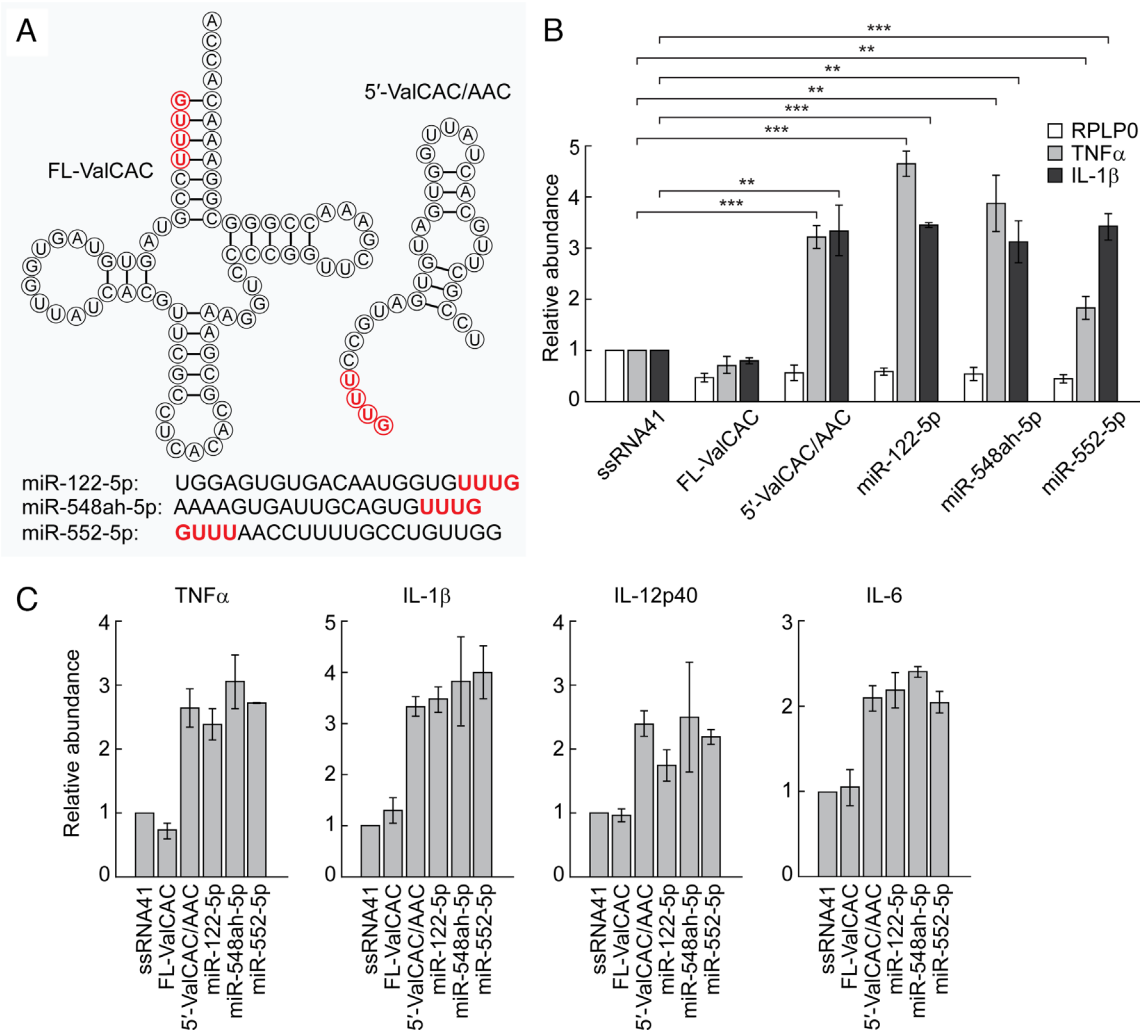 A
5′-ValCAC/AAC
FL-ValCAC
miR-122-5p: UGGAGUGUGACAAUGGUGUUUG
miR-548ah-5p: AAAAGUGAUUGCAGUGUUUG
miR-552-5p: GUUUAACCUUUUGCCUGUUGG
B
***
**
**
**
***
***
**
***
RPLP0
TNFα
IL-1β
Relative abundance
5
4
3
2
1
0
ssRNA41
FL-ValCAC
5′-ValCAC/AAC
miR-122-5p
miR-548ah-5p
miR-552-5p
C
TNFα
Relative abundance
4
3
2
1
0
ssRNA41
FL-ValCAC
5′-ValCAC/AAC
miR-122-5p
miR-548ah-5p
miR-552-5p
IL-1β
5
4
3
2
1
0
ssRNA41
FL-ValCAC
5′-ValCAC/AAC
miR-122-5p
miR-548ah-5p
miR-552-5p
IL-12p40
4
3
2
1
0
ssRNA41
FL-ValCAC
5′-ValCAC/AAC
miR-122-5p
miR-548ah-5p
miR-552-5p
IL-6
3
2
1
0
ssRNA41
FL-ValCAC
5′-ValCAC/AAC
miR-122-5p
miR-548ah-5p
miR-552-5p